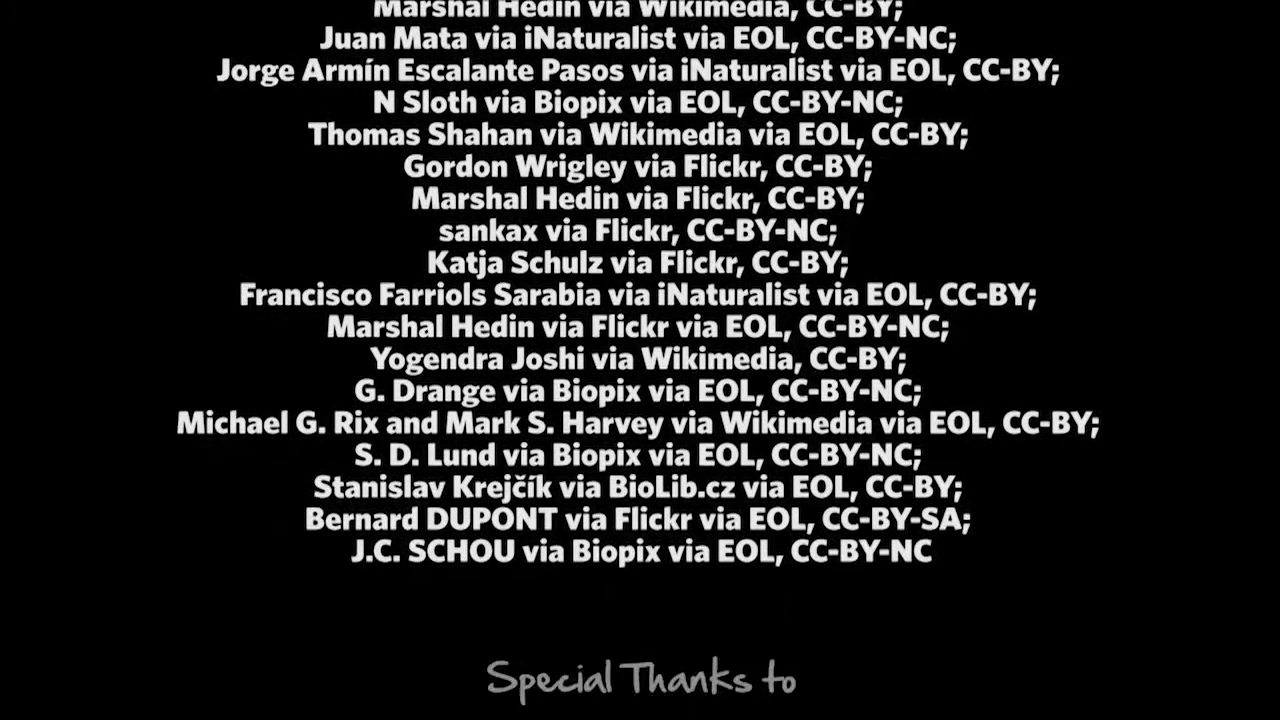 Marshal Hedin via Wikimedia, CC-BY;
Juan Mata via iNaturalist via EOL, CC-BY-NC;
Jorge Armín Escalante Pasos via iNaturalist via EOL, CC-BY;
N Sloth via Biopix via EOL, CC-BY-NC;
Thomas Shahan via Wikimedia via EOL, CC-BY;
Gordon Wrigley via Flickr, CC-BY;
Marshal Hedin via Flickr, CC-BY;
sankax via Flickr, CC-BY-NC;
Katja Schulz via Flickr, CC-BY;
Francisco Farriols Sarabia via iNaturalist via EOL, CC-BY;
Marshal Hedin via Flickr via EOL, CC-BY-NC;
Yogendra Joshi via Wikimedia, CC-BY;
G. Drange via Biopix via EOL, CC-BY-NC;
Michael G. Rix and Mark S. Harvey via Wikimedia via EOL, CC-BY;
S. D. Lund via Biopix via EOL, CC-BY-NC;
Stanislav Krejčík via BioLib.cz via EOL, CC-BY;
Bernard DUPONT via Flickr via EOL, CC-BY-SA;
J.C. SCHOU via Biopix via EOL, CC-BY-NC
Special Thanks to